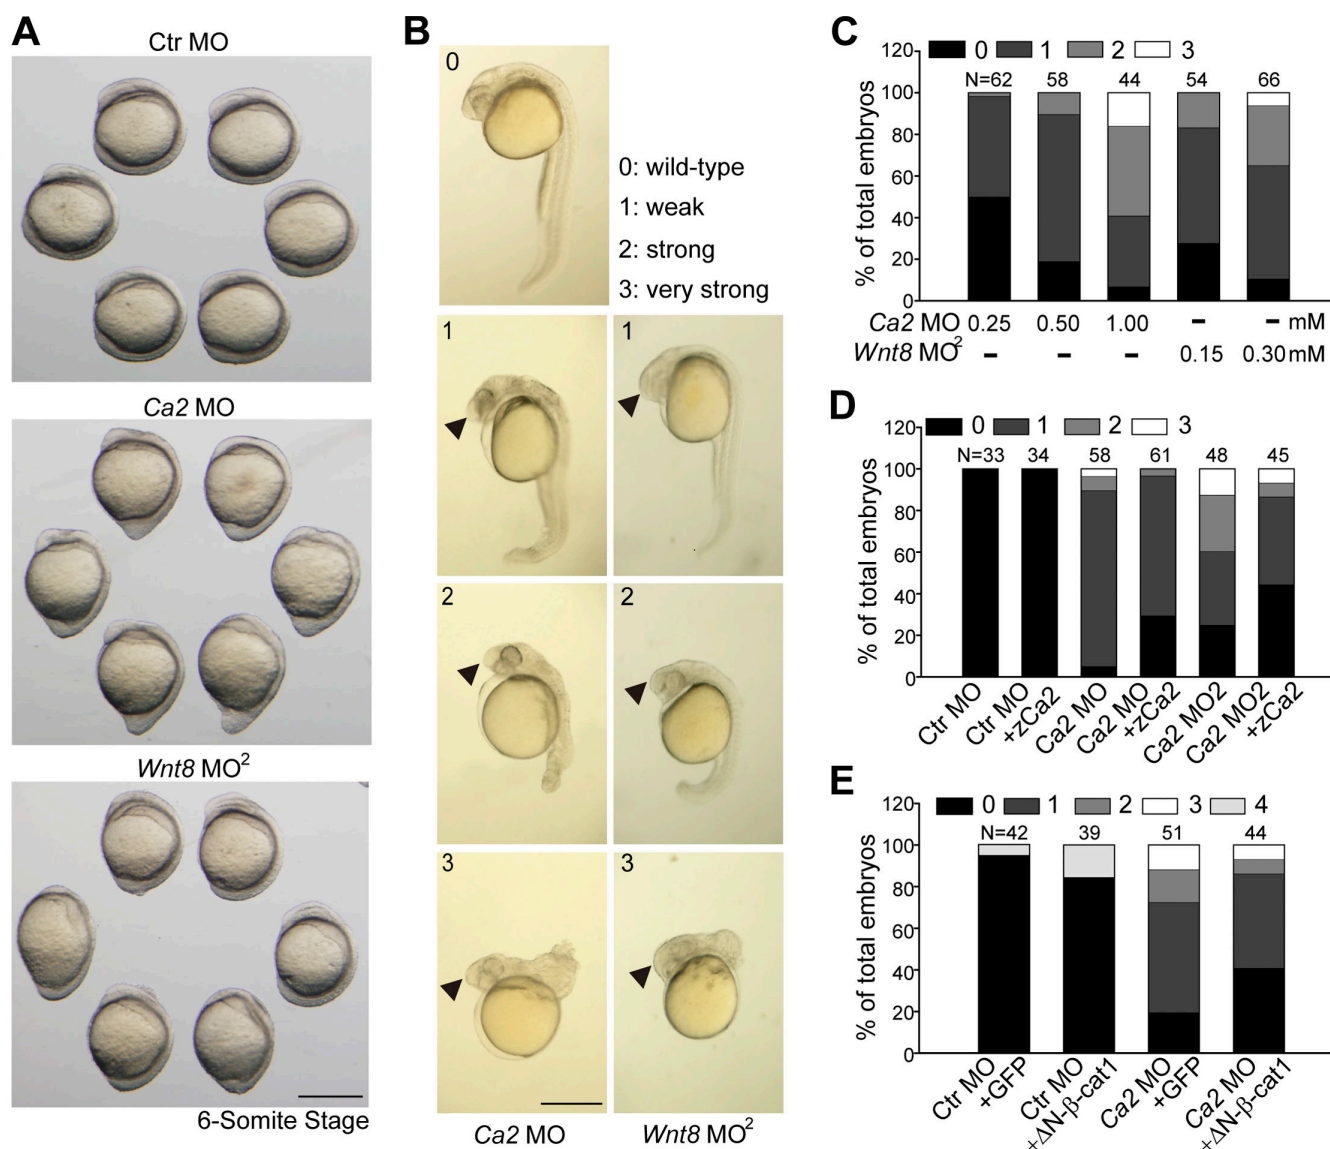 A
Ctr MO
Ca2 MO
Wnt8 MO2
6-Somite Stage
B
0
0: wild-type
1: weak
2: strong
3: very strong
1
1
2
2
3
3
Ca2 MO
Wnt8 MO2
C
0 1 2 3
N=62 58 44 54 66
% of total embryos
120
100
80
60
40
20
0
Ca2 MO 0.25 0.50 1.00 - - mM
Wnt8 MO2 - - - 0.15 0.30 mM
D
0 1 2 3
N=33 34 58 61 48 45
% of total embryos
120
100
80
60
40
20
0
Ctr MO
Ctr MO
+zCa2
Ca2 MO
Ca2 MO
+zCa2
Ca2 MO2
Ca2 MO2
+zCa2
E
0 1 2 3 4
N=42 39 51 44
% of total embryos
120
100
80
60
40
20
0
Ctr MO
+GFP
Ctr MO
+ΔN-β-cat1
Ca2 MO
+GFP
Ca2 MO
+ΔN-β-cat1